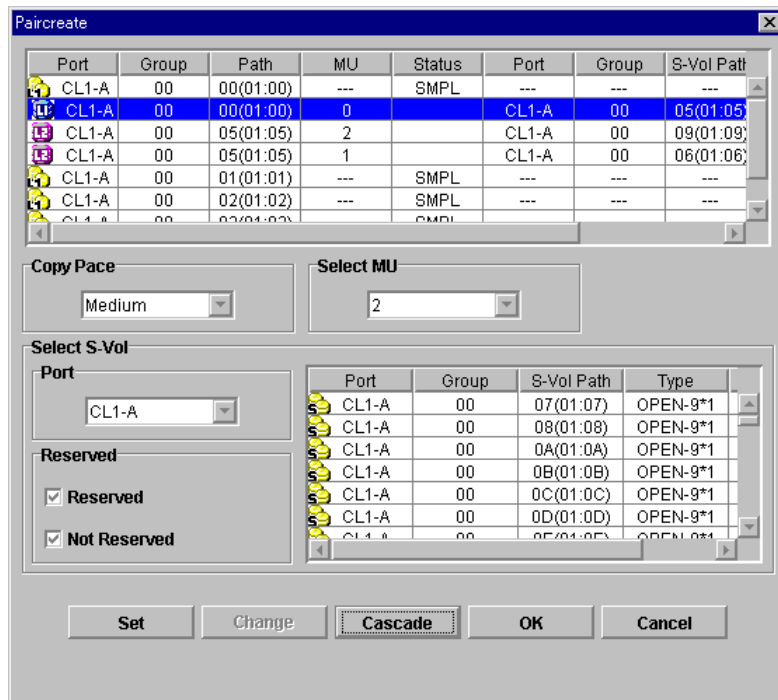 Paircreate
Port Group Path MU Status Port Group S-Vol Path
CL1-A 00 00(01:00) --- SMPL --- --- ---
CL1-A 00 00(01:00) 0 CL1-A 00 05(01:05)
CL1-A 00 05(01:05) 2 CL1-A 00 09(01:09)
CL1-A 00 05(01:05) 1 CL1-A 00 06(01:06)
CL1-A 00 01(01:01) --- SMPL --- --- ---
CL1-A 00 02(01:02) --- SMPL --- --- ---
Copy Pace
Select MU
Medium
2
Select S-Vol
Port
CL1-A
Reserved
Reserved
Not Reserved
Port Group S-Vol Path Type
CL1-A 00 07(01:07) OPEN-9*1
CL1-A 00 08(01:08) OPEN-9*1
CL1-A 00 0A(01:0A) OPEN-9*1
CL1-A 00 0B(01:0B) OPEN-9*1
CL1-A 00 0C(01:0C) OPEN-9*1
CL1-A 00 0D(01:0D) OPEN-9*1
Set Change Cascade OK Cancel